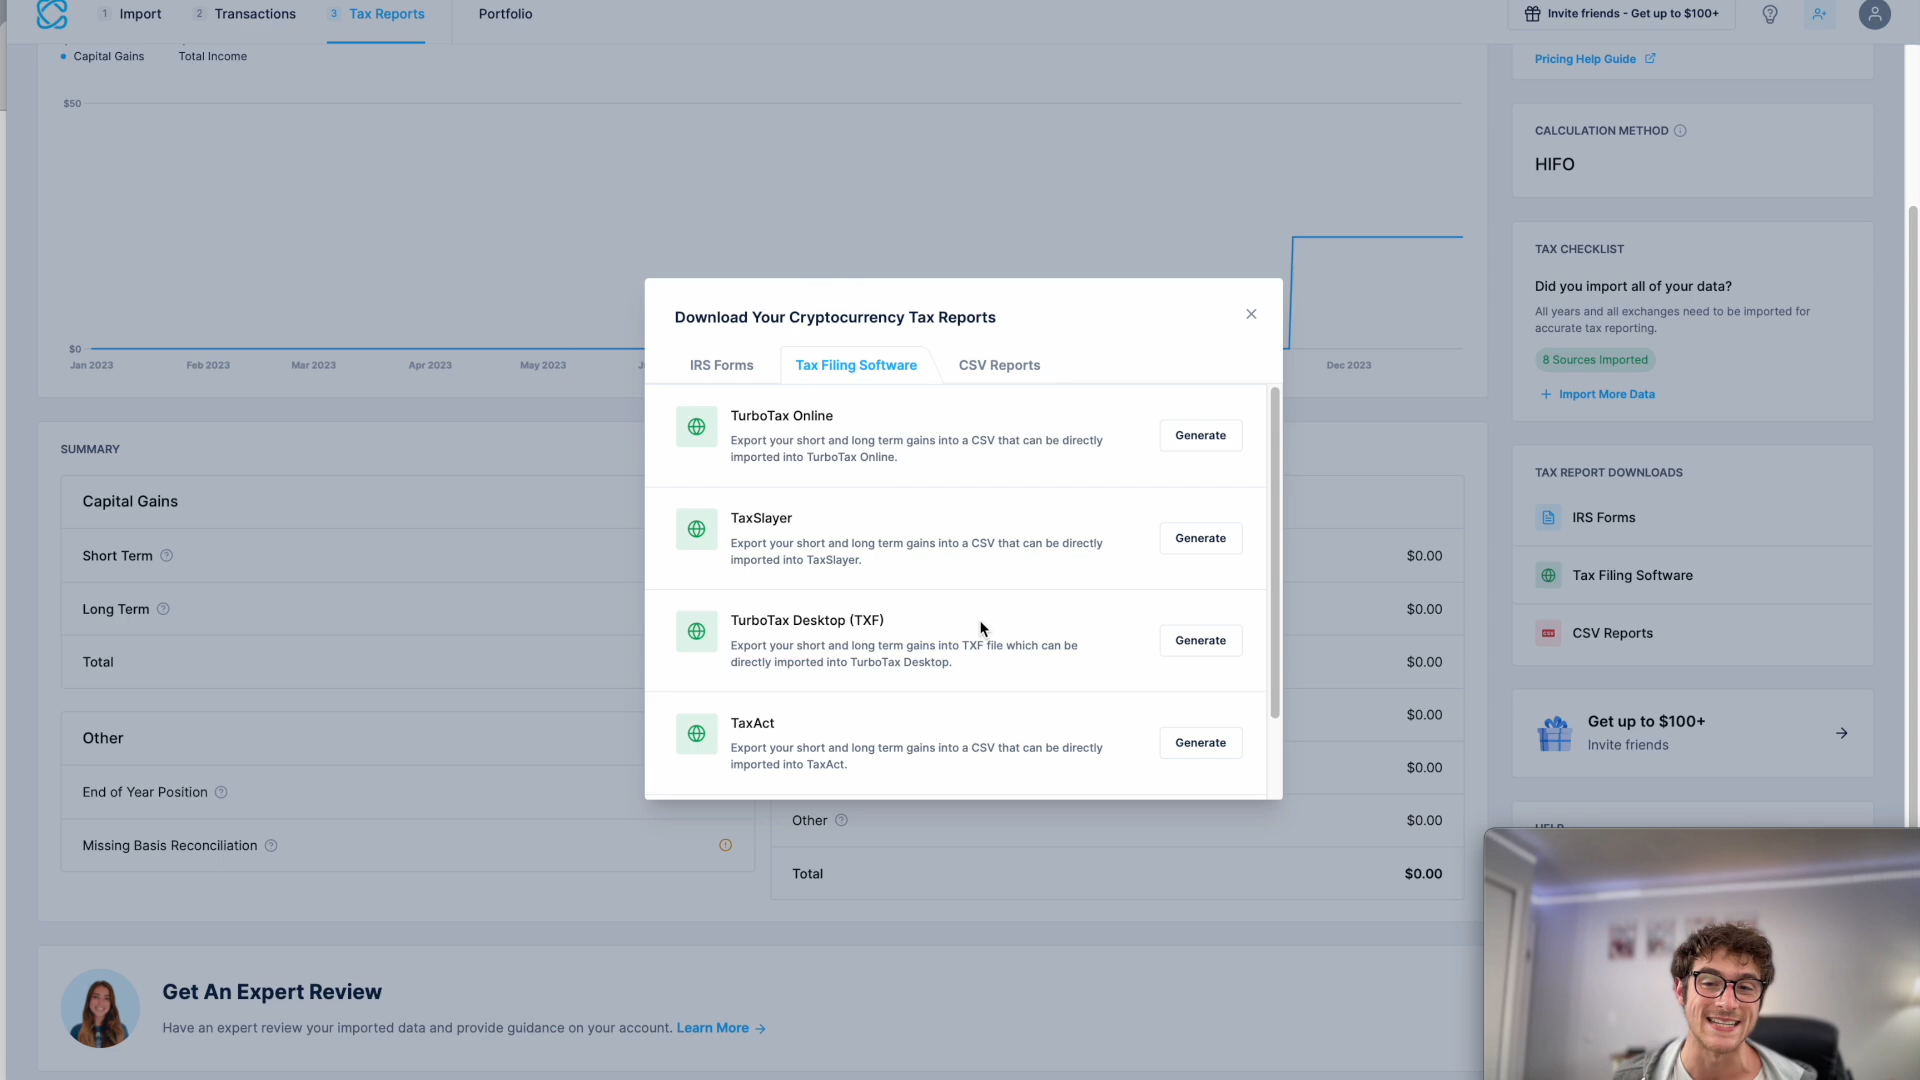 1 Import
2 Transactions
3 Tax Reports
Portfolio
Invite friends - Get up to $100+
Capital Gains
Total Income
$50
$0
Jan 2023
Feb 2023
Mar 2023
Apr 2023
May 2023
Dec 2023
Pricing Help Guide
CALCULATION METHOD
HIFO
TAX CHECKLIST
Did you import all of your data?
All years and all exchanges need to be imported for
accurate tax reporting.
8 Sources Imported
+ Import More Data
TAX REPORT DOWNLOADS
IRS Forms
Tax Filing Software
CSV Reports
Get up to $100+
Invite friends
Download Your Cryptocurrency Tax Reports
IRS Forms
Tax Filing Software
CSV Reports
TurboTax Online
Export your short and long term gains into a CSV that can be directly
imported into TurboTax Online.
Generate
TaxSlayer
Export your short and long term gains into a CSV that can be directly
imported into TaxSlayer.
Generate
TurboTax Desktop (TXF)
Export your short and long term gains into TXF file which can be
directly imported into TurboTax Desktop.
Generate
TaxAct
Export your short and long term gains into a CSV that can be directly
imported into TaxAct.
Generate
SUMMARY
Capital Gains
Short Term
Long Term
Total
Other
End of Year Position
Missing Basis Reconciliation
$0.00
$0.00
$0.00
$0.00
$0.00
Other
$0.00
Total
$0.00
Get An Expert Review
Have an expert review your imported data and provide guidance on your account. Learn More →